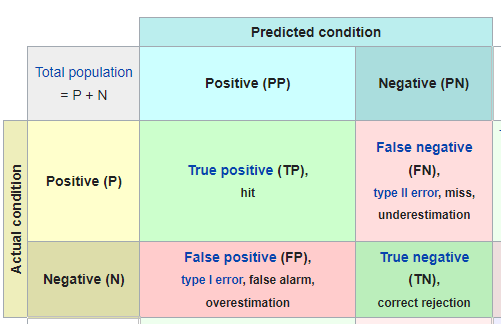 Predicted condition
Total population
= P + N
Positive (PP)
Negative (PN)
Actual condition
Positive (P)
True positive (TP),
hit
False negative
(FN),
type II error, miss,
underestimation
Negative (N)
False positive (FP),
type I error, false alarm,
overestimation
True negative
(TN),
correct rejection